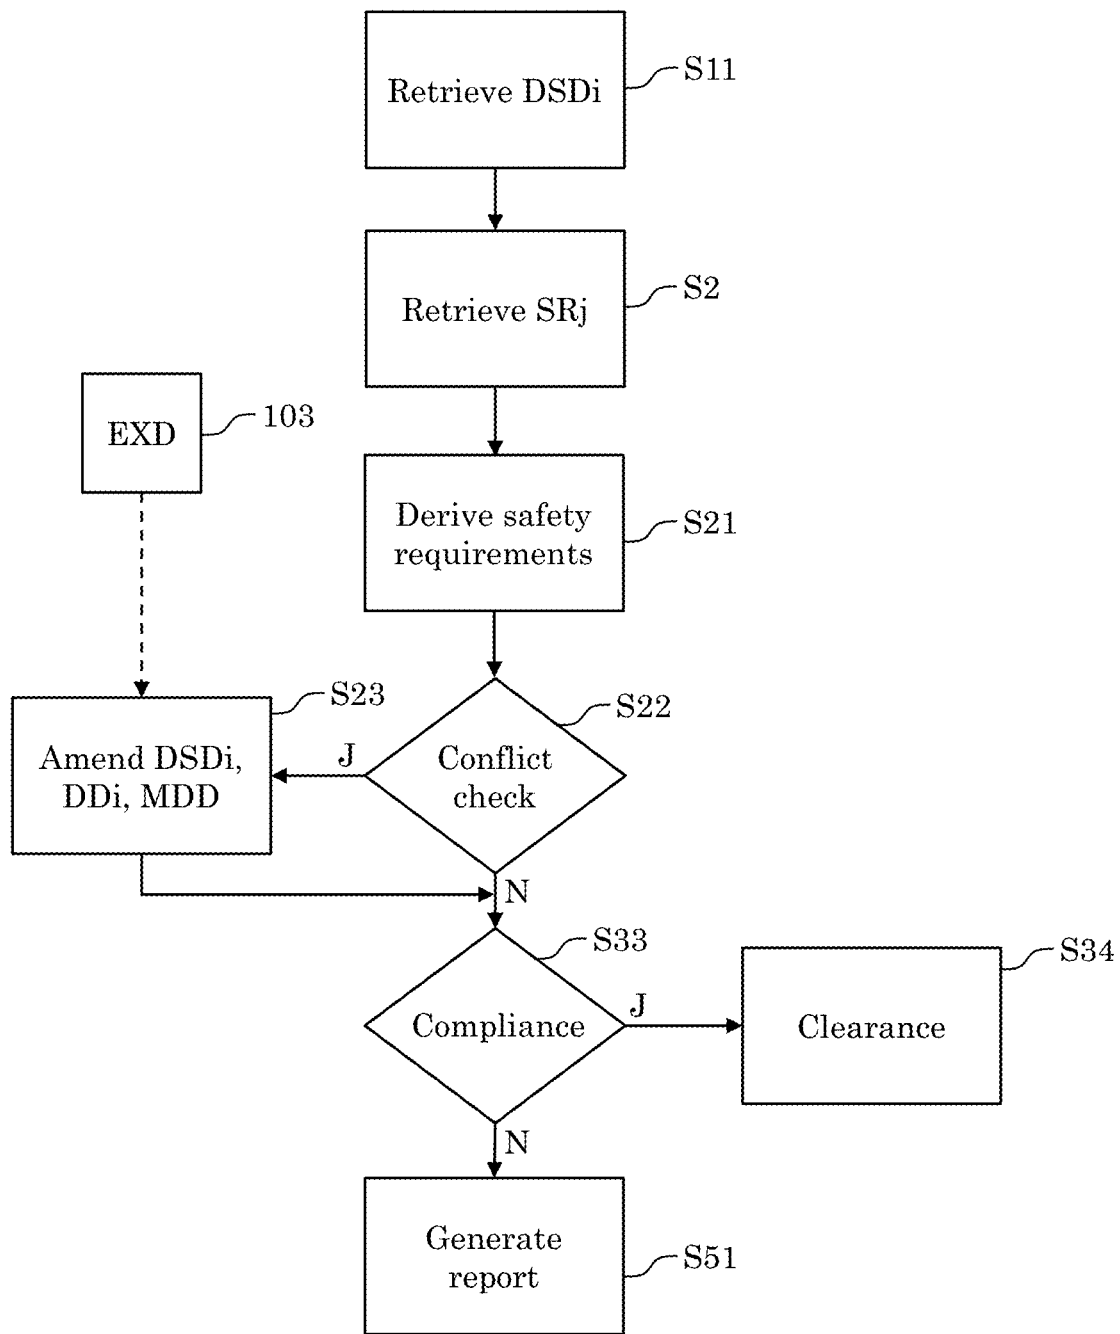 Retrieve DSDi
S11
Retrieve SRj
S2
EXD
103
Derive safety
requirements
S21
S23
Amend DSDi,
DDi, MDD
J
Conflict
check
S22
N
S33
Compliance
J
S34
Clearance
N
Generate
report
S51